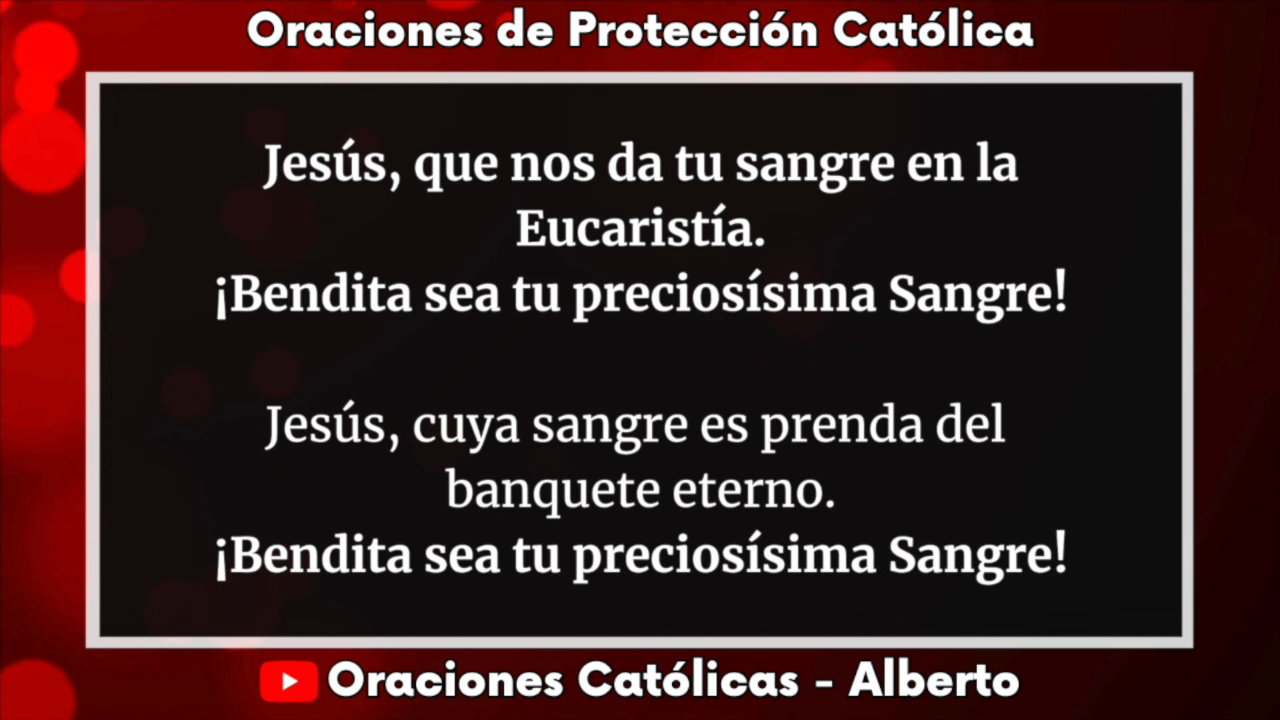 Oraciones de Protección Católica
Jesús, que nos da tu sangre en la
Eucaristía.
¡Bendita sea tu preciosísima Sangre!
Jesús, cuya sangre es prenda del
banquete eterno.
¡Bendita sea tu preciosísima Sangre!
Oraciones Católicas - Alberto